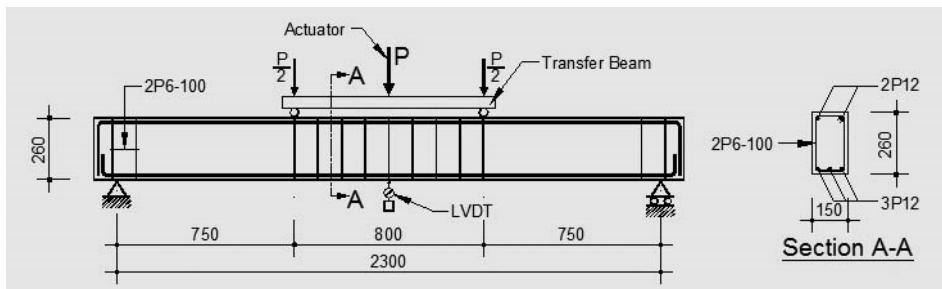 Actuator
P
P
2
P
2
A
Transfer Beam
2P6-100
2P12
260
2P6-100
260
A
LVDT
3P12
150
750
800
750
Section A-A
2300